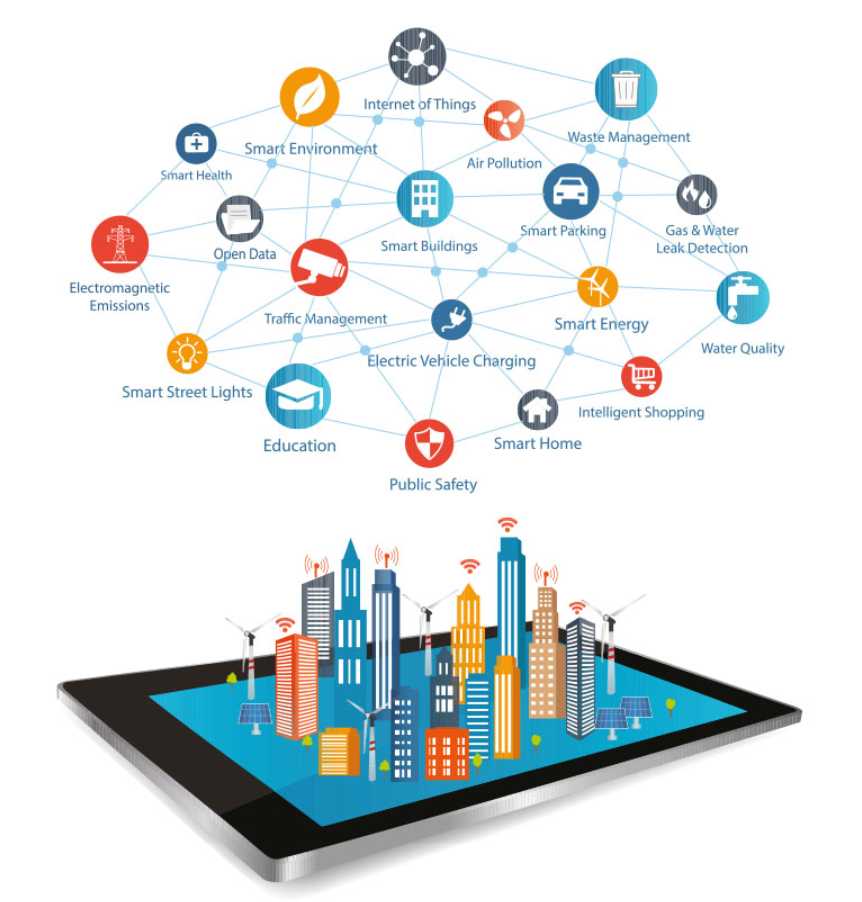 Internet of Things
Waste Management
Smart Environment
Air Pollution
Smart Health
Smart Parking
Gas & Water
Leak Detection
Smart Buildings
Open Data
Electromagnetic
Emissions
Traffic Management
Smart Energy
Water Quality
Electric Vehicle Charging
Smart Street Lights
Intelligent Shopping
Education
Smart Home
Public Safety